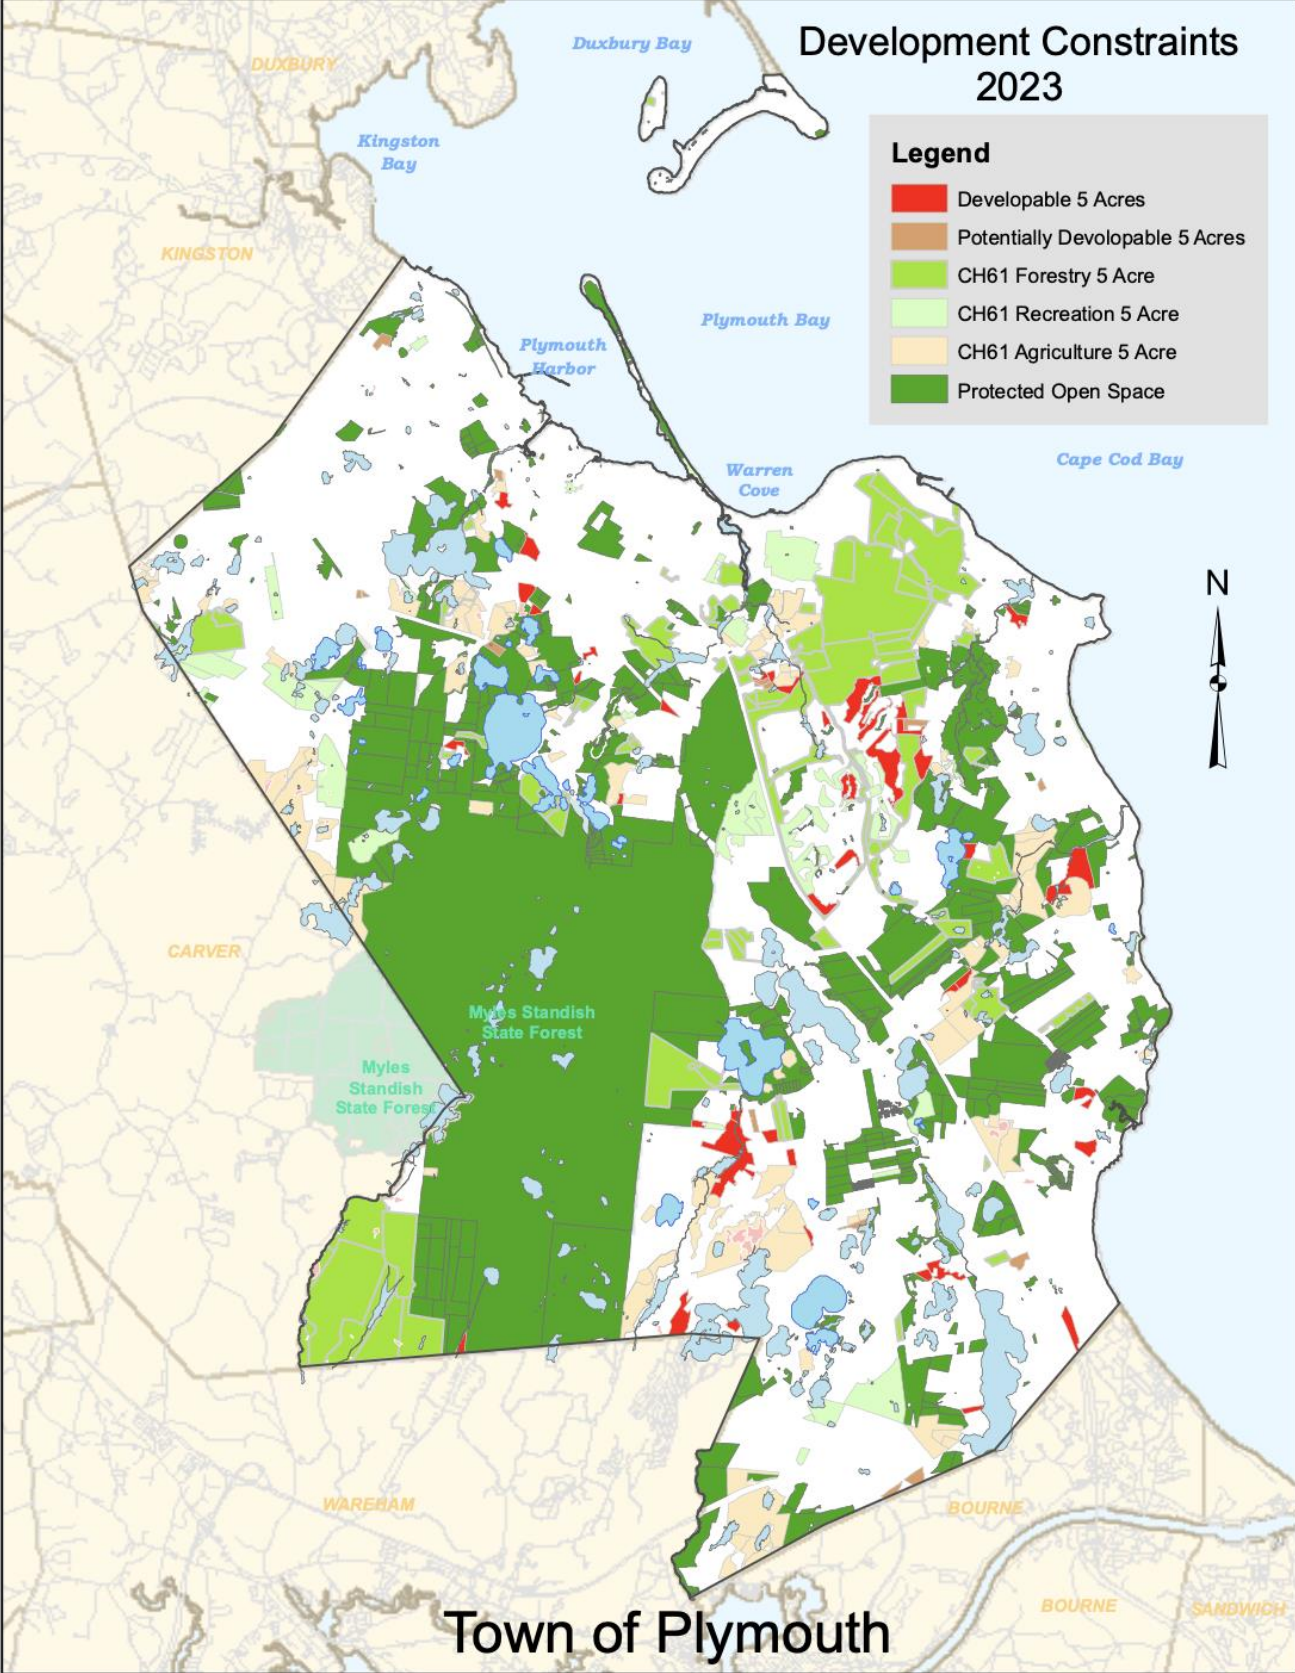 Development Constraints
2023
Legend
Developable 5 Acres
Potentially Devolopable 5 Acres
CH61 Forestry 5 Acre
CH61 Recreation 5 Acre
CH61 Agriculture 5 Acre
Protected Open Space
Duxbury Bay
DUXBURY
Kingston
Bay
KINGSTON
Plymouth Bay
Plymouth
Harbor
Warren
Cove
Cape Cod Bay
N
CARVER
Myles Standish
State Forest
Myles
Standish
State Forest
WAREHAM
BOURNE
BOURNE
SANDWICH
Town of Plymouth